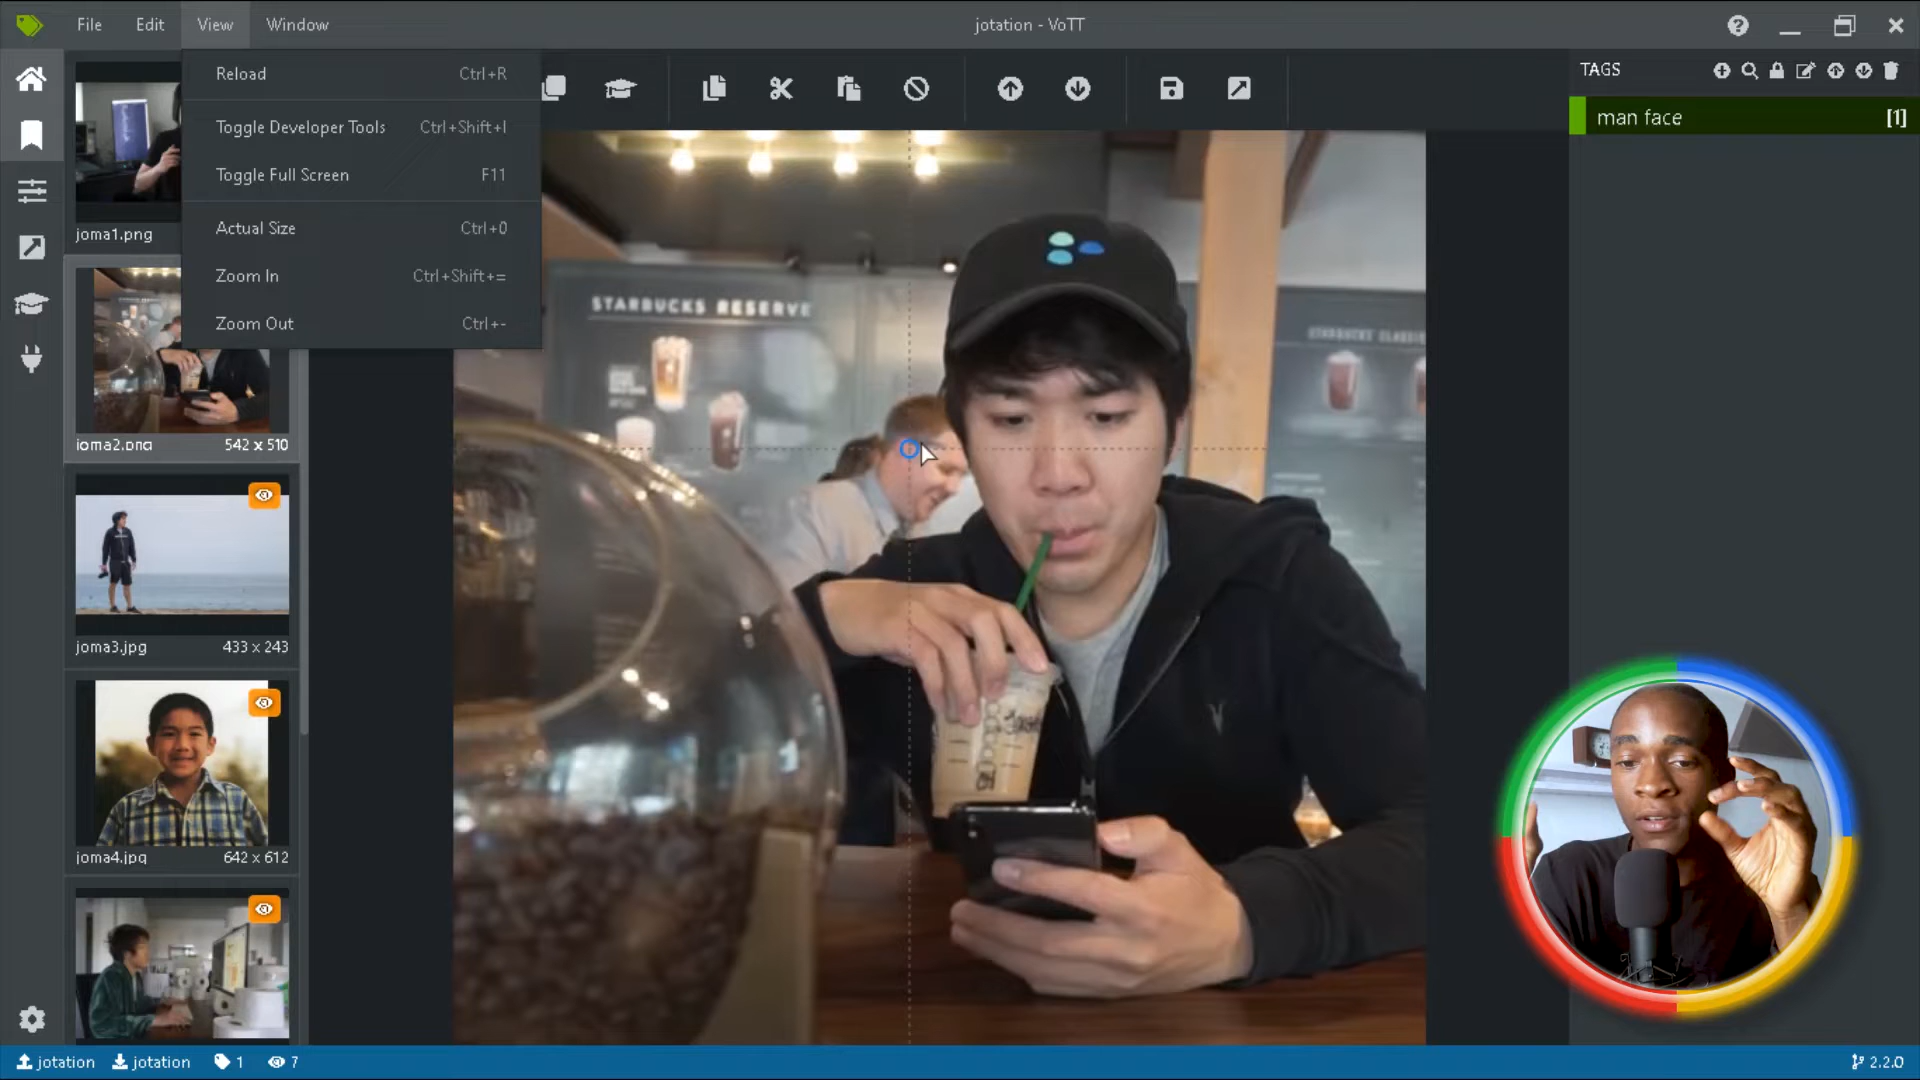 File Edit View Window
jotation - VoTT
Reload Ctrl+R
Toggle Developer Tools Ctrl+Shift+I
Toggle Full Screen F11
Actual Size Ctrl+0
Zoom In Ctrl+Shift+=
Zoom Out Ctrl+-
TAGS
man face [1]
joma1.png
joma2.png 542 x 510
joma3.jpg 433 x 243
joma4.jpg 642 x 612
STARBUCKS RESERVE
STARBUCKS CLASSIC
jotation jotation 1 7
2.2.0